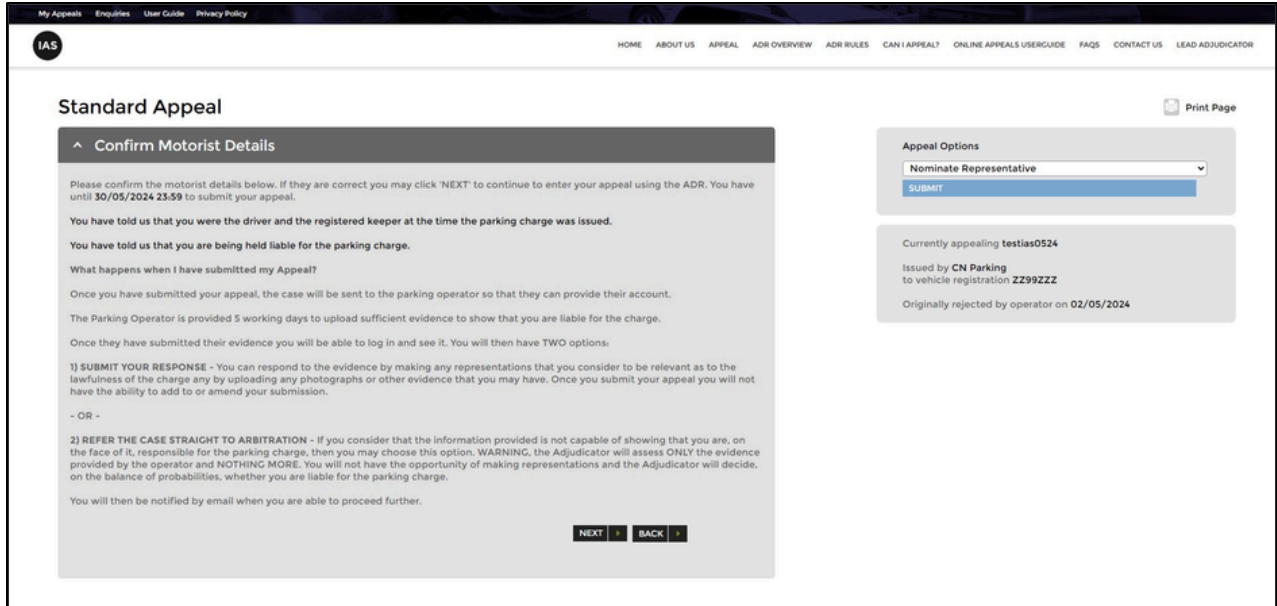 My Appeals Enquiries User Guide Privacy Policy
IAS
HOME ABOUT US APPEAL ADR OVERVIEW ADR RULES CAN I APPEAL? ONLINE APPEALS USERGUIDE FAQS CONTACT US LEAD ADJUDICATOR
Standard Appeal
Print Page
Confirm Motorist Details
Please confirm the motorist details below. If they are correct you may click 'NEXT' to continue to enter your appeal using the ADR. You have
until 30/05/2024 23:59 to submit your appeal.
You have told us that you were the driver and the registered keeper at the time the parking charge was issued.
You have told us that you are being held liable for the parking charge.
What happens when I have submitted my Appeal?
Once you have submitted your appeal, the case will be sent to the parking operator so that they can provide their account.
The Parking Operator is provided 5 working days to upload sufficient evidence to show that you are liable for the charge.
Once they have submitted their evidence you will be able to log in and see it. You will then have TWO options:
1) SUBMIT YOUR RESPONSE - You can respond to the evidence by making any representations that you consider to be relevant as to the
lawfulness of the charge any by uploading any photographs or other evidence that you may have. Once you submit your appeal you will not
have the ability to add to or amend your submission.
- OR -
2) REFER THE CASE STRAIGHT TO ARBITRATION - If you consider that the information provided is not capable of showing that you are, on
the face of it, responsible for the parking charge, then you may choose this option. WARNING, the Adjudicator will assess ONLY the evidence
provided by the operator and NOTHING MORE. You will not have the opportunity of making representations and the Adjudicator will decide,
on the balance of probabilities, whether you are liable for the parking charge.
You will then be notified by email when you are able to proceed further.
NEXT BACK
Appeal Options
Nominate Representative
SUBMIT
Currently appealing testias0524
Issued by CN Parking
to vehicle registration ZZ99ZZZ
Originally rejected by operator on 02/05/2024